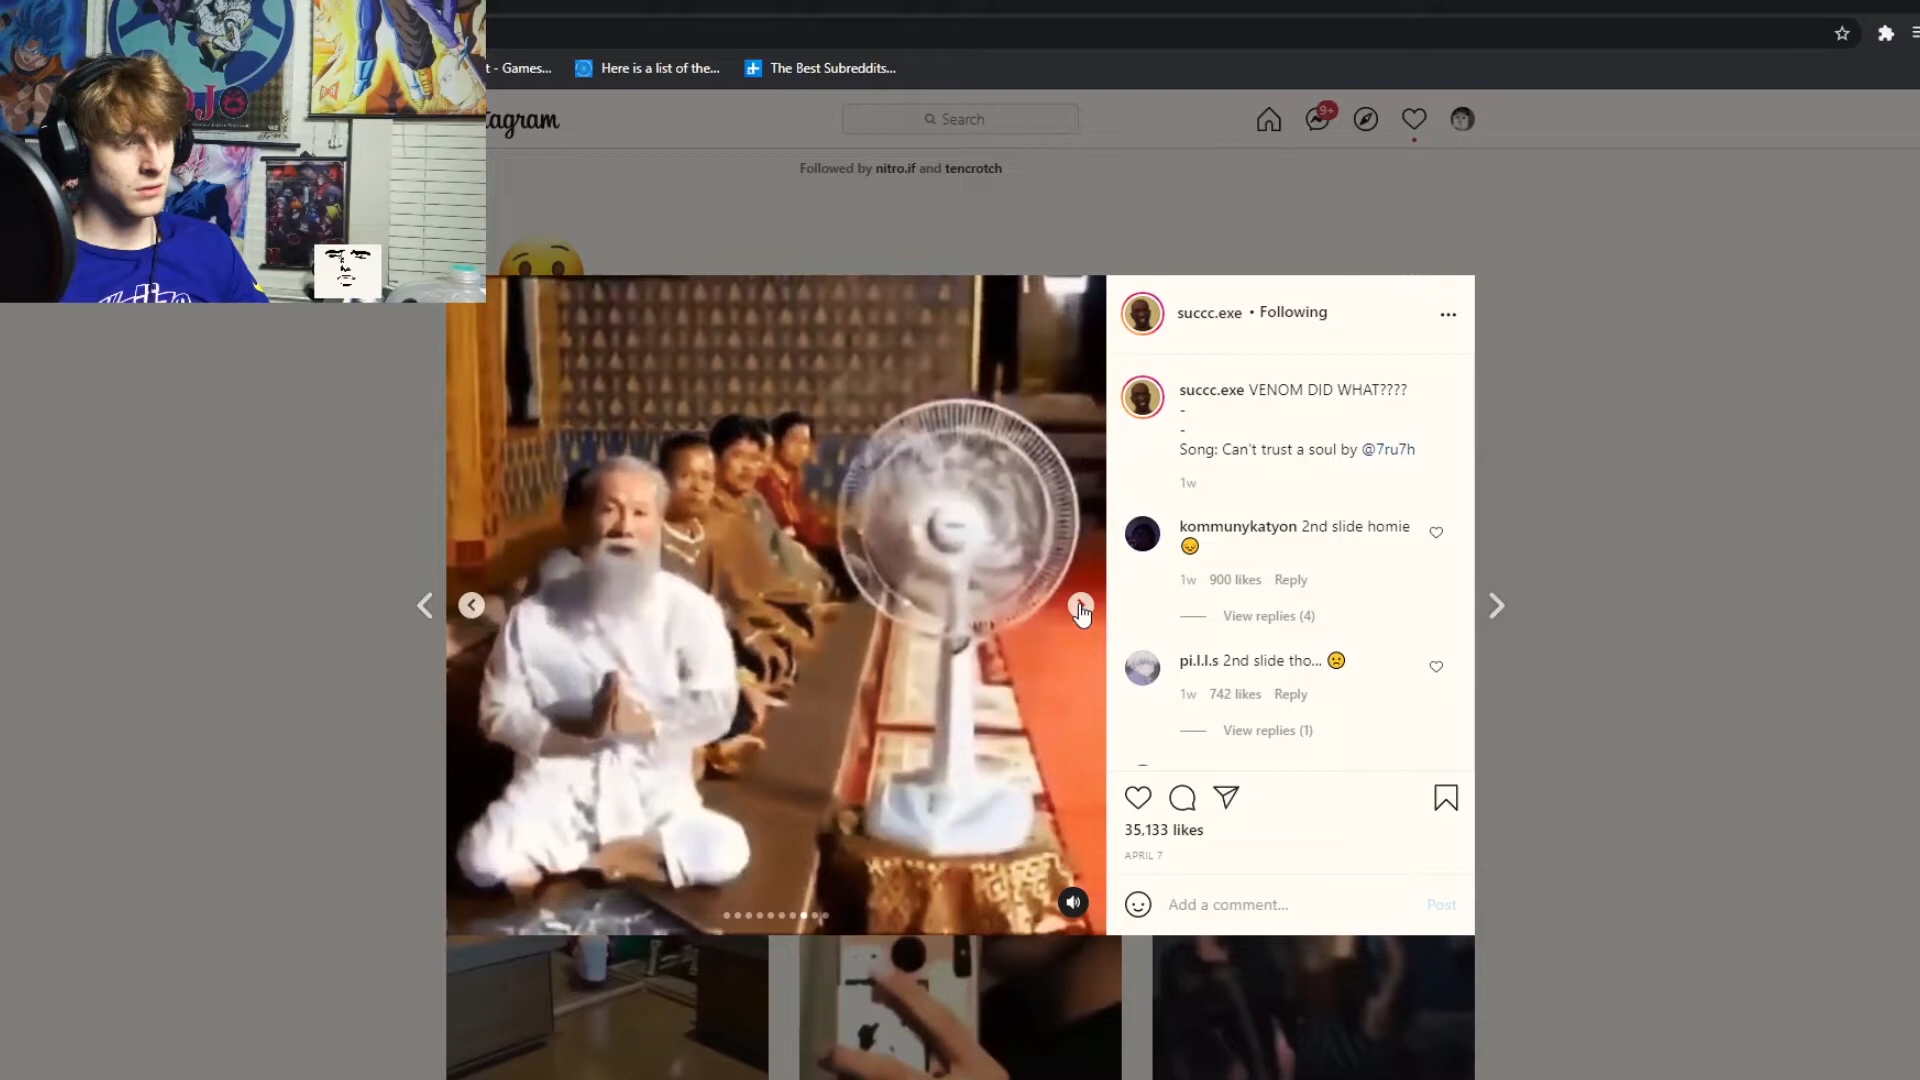 t - Games...
Here is a list of the...
The Best Subreddits...
tagram
Search
9+
Followed by nitro.if and tencrotch
succc.exe • Following
succc.exe VENOM DID WHAT????
-
-
Song: Can't trust a soul by @7ru7h
1w
kommunykatyon 2nd slide homie
😞
1w 900 likes Reply
View replies (4)
pi.l.l.s 2nd slide tho... 🙁
1w 742 likes Reply
View replies (1)
35,133 likes
APRIL 7
Add a comment...
Post